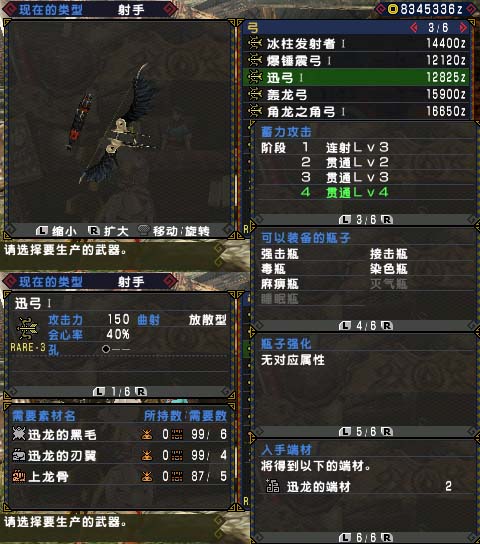 现在的类型 射手
L 缩小 R 扩大 移动/旋转
请选择要生产的武器。
8345336z
弓 3/6
冰柱发射者Ⅰ 14400z
爆锤震弓Ⅰ 12120z
迅弓Ⅰ 12825z
轰龙弓 15900z
角龙之角弓Ⅰ 16650z
蓄力攻击
阶段 1 连射Lv3
2 贯通Lv2
3 贯通Lv3
4 贯通Lv4
L 3/6 R
可以装备的瓶子
强击瓶 接击瓶
毒瓶 染色瓶
麻痹瓶 灭气瓶
睡眠瓶
L 4/6 R
瓶子强化
无对应属性
L 5/6 R
入手端材
将得到以下的端材。
迅龙的端材 2
L 6/6 R
现在的类型 射手
迅弓Ⅰ
攻击力 150 曲射 放散型
会心率 40%
RARE-3 孔 ●――
L 1/6 R
需要素材名 所持数/需要数
迅龙的黑毛 0 99/ 6
迅龙的刃翼 0 99/ 4
上龙骨 0 87/ 5
请选择要生产的武器。